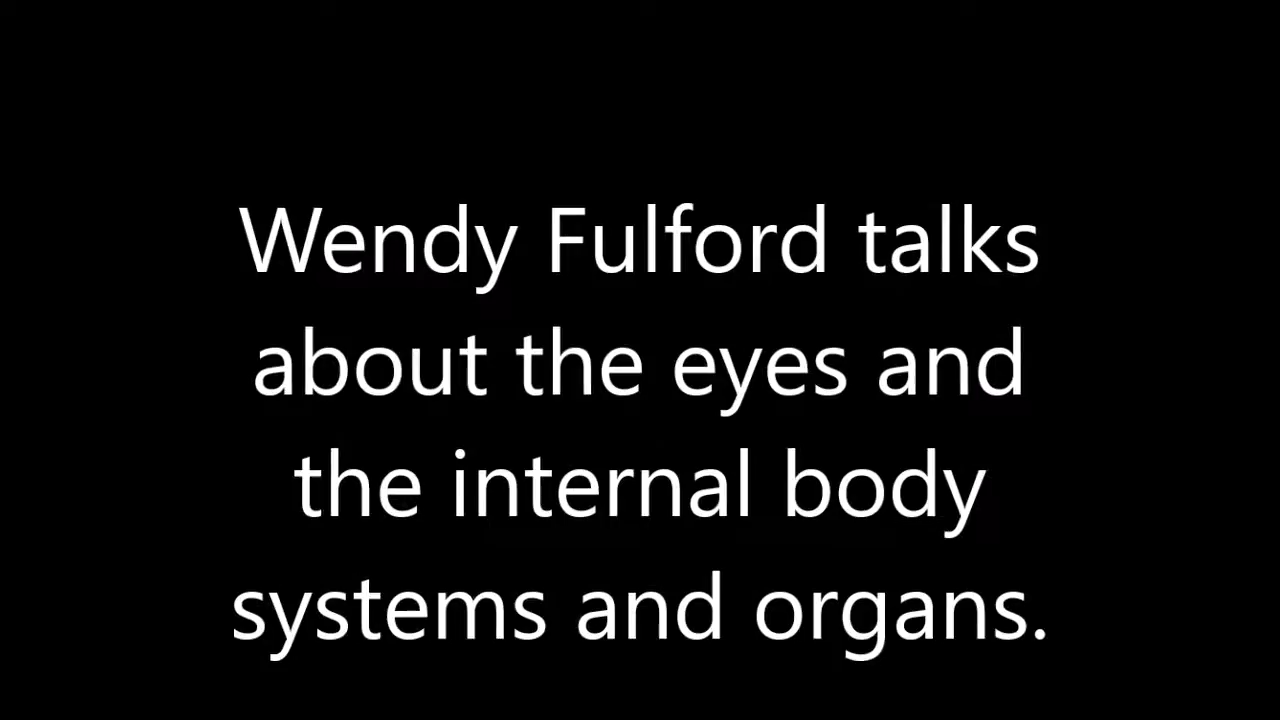 Wendy Fulford talks
about the eyes and
the internal body
systems and organs.